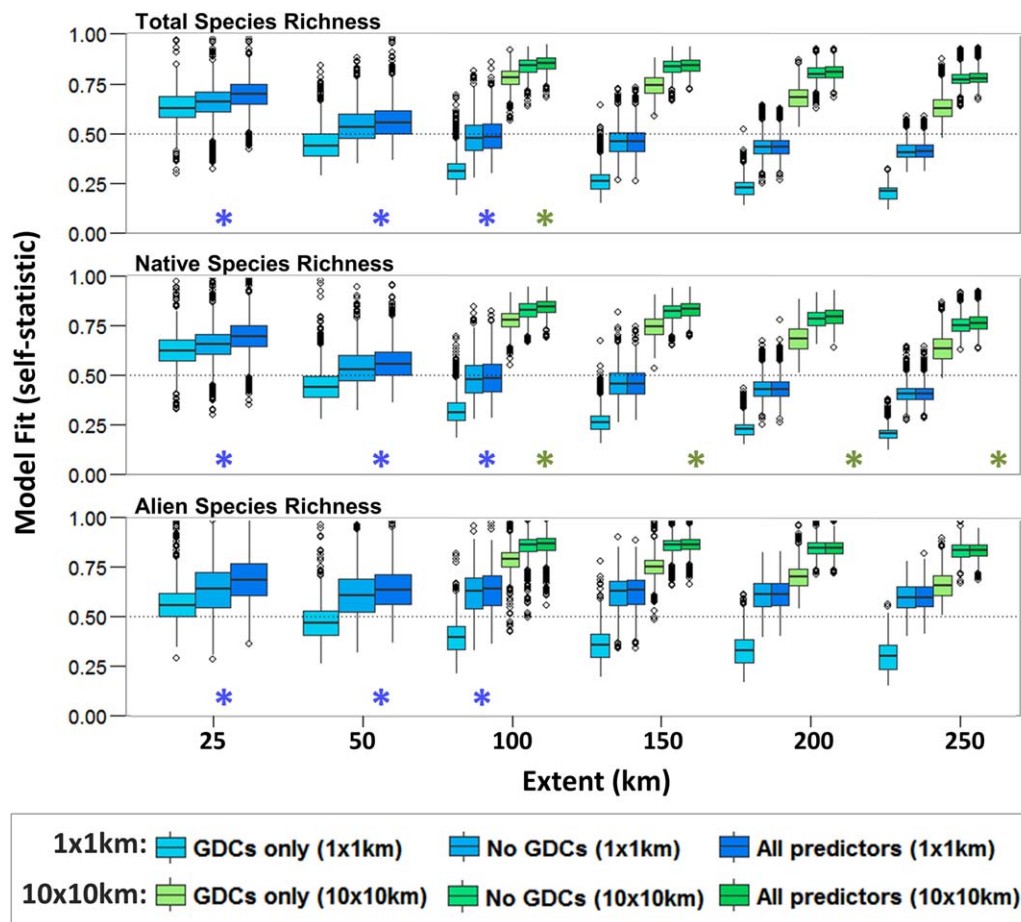 Total Species Richness
1.00
0.75
0.50
0.25
0.00
Native Species Richness
1.00
0.75
0.50
0.25
0.00
Alien Species Richness
1.00
0.75
0.50
0.25
0.00
Model Fit (self-statistic)
25 50 100 150 200 250
Extent (km)
1x1km: GDCs only (1x1km) No GDCs (1x1km) All predictors (1x1km)
10x10km: GDCs only (10x10km) No GDCs (10x10km) All predictors (10x10km)